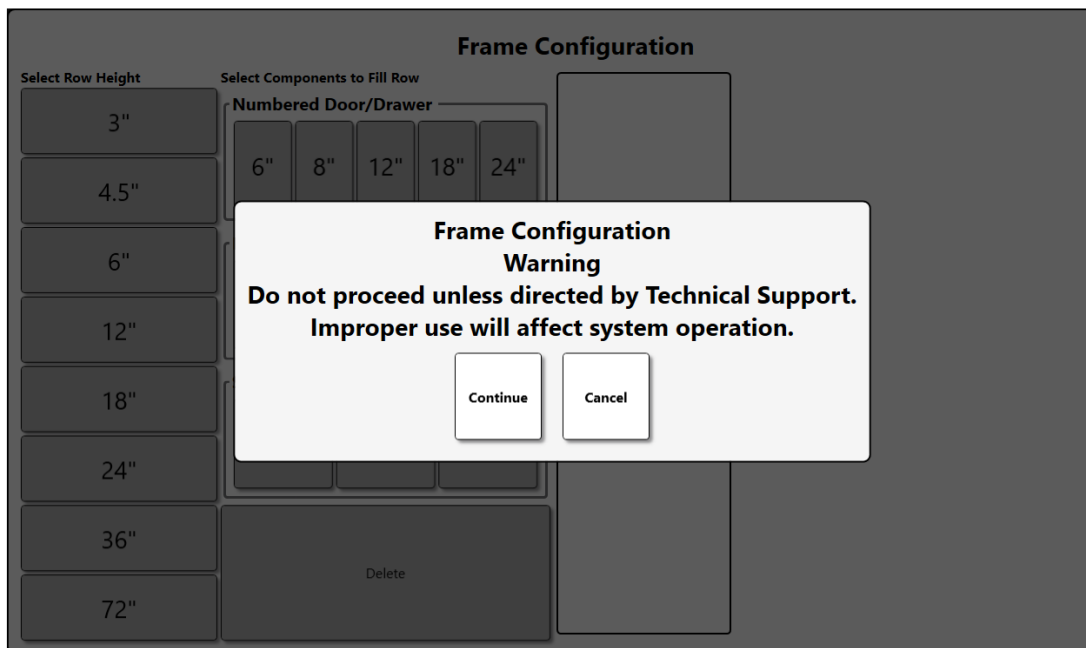 Frame Configuration
Select Row Height
Select Components to Fill Row
Numbered Door/Drawer
3"
4.5"
6"
12"
18"
24"
36"
72"
6"
8"
12"
18"
24"
Frame Configuration
Warning
Do not proceed unless directed by Technical Support.
Improper use will affect system operation.
Continue
Cancel
Delete